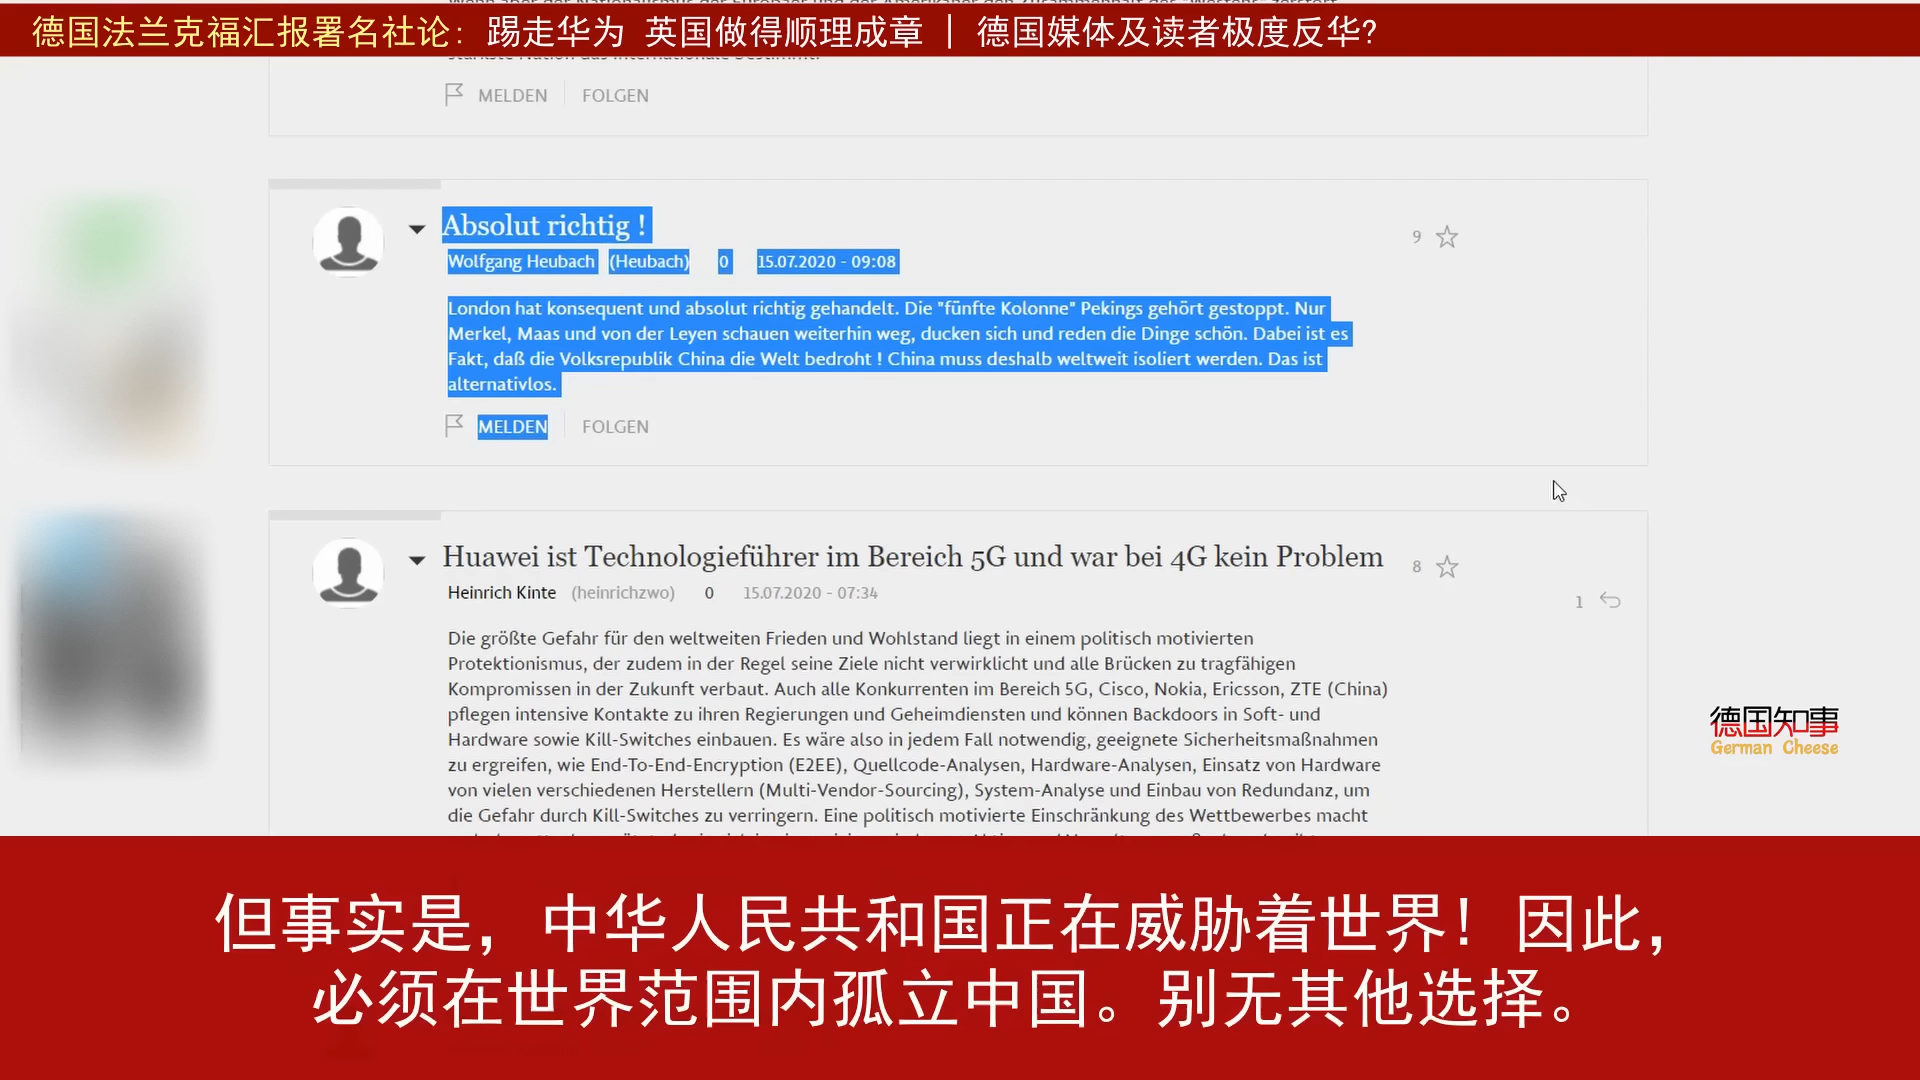 德国法兰克福汇报署名社论：踢走华为 英国做得顺理成章 | 德国媒体及读者极度反华?
MELDEN FOLGEN
Absolut richtig !
9
Wolfgang Heubach (Heubach) 0 15.07.2020 - 09:08
London hat konsequent und absolut richtig gehandelt. Die "fünfte Kolonne" Pekings gehört gestoppt. Nur
Merkel, Maas und von der Leyen schauen weiterhin weg, ducken sich und reden die Dinge schön. Dabei ist es
Fakt, daß die Volksrepublik China die Welt bedroht ! China muss deshalb weltweit isoliert werden. Das ist
alternativlos.
MELDEN FOLGEN
Huawei ist Technologieführer im Bereich 5G und war bei 4G kein Problem
8
Heinrich Kinte (heinrichzwo) 0 15.07.2020 - 07:34
1
Die größte Gefahr für den weltweiten Frieden und Wohlstand liegt in einem politisch motivierten
Protektionismus, der zudem in der Regel seine Ziele nicht verwirklicht und alle Brücken zu tragfähigen
Kompromissen in der Zukunft verbaut. Auch alle Konkurrenten im Bereich 5G, Cisco, Nokia, Ericsson, ZTE (China)
pflegen intensive Kontakte zu ihren Regierungen und Geheimdiensten und können Backdoors in Soft- und
Hardware sowie Kill-Switches einbauen. Es wäre also in jedem Fall notwendig, geeignete Sicherheitsmaßnahmen
zu ergreifen, wie End-To-End-Encryption (E2EE), Quellcode-Analysen, Hardware-Analysen, Einsatz von Hardware
von vielen verschiedenen Herstellern (Multi-Vendor-Sourcing), System-Analyse und Einbau von Redundanz, um
die Gefahr durch Kill-Switches zu verringern. Eine politisch motivierte Einschränkung des Wettbewerbes macht
德国知事
German Cheese
但事实是，中华人民共和国正在威胁着世界！因此，
必须在世界范围内孤立中国。别无其他选择。